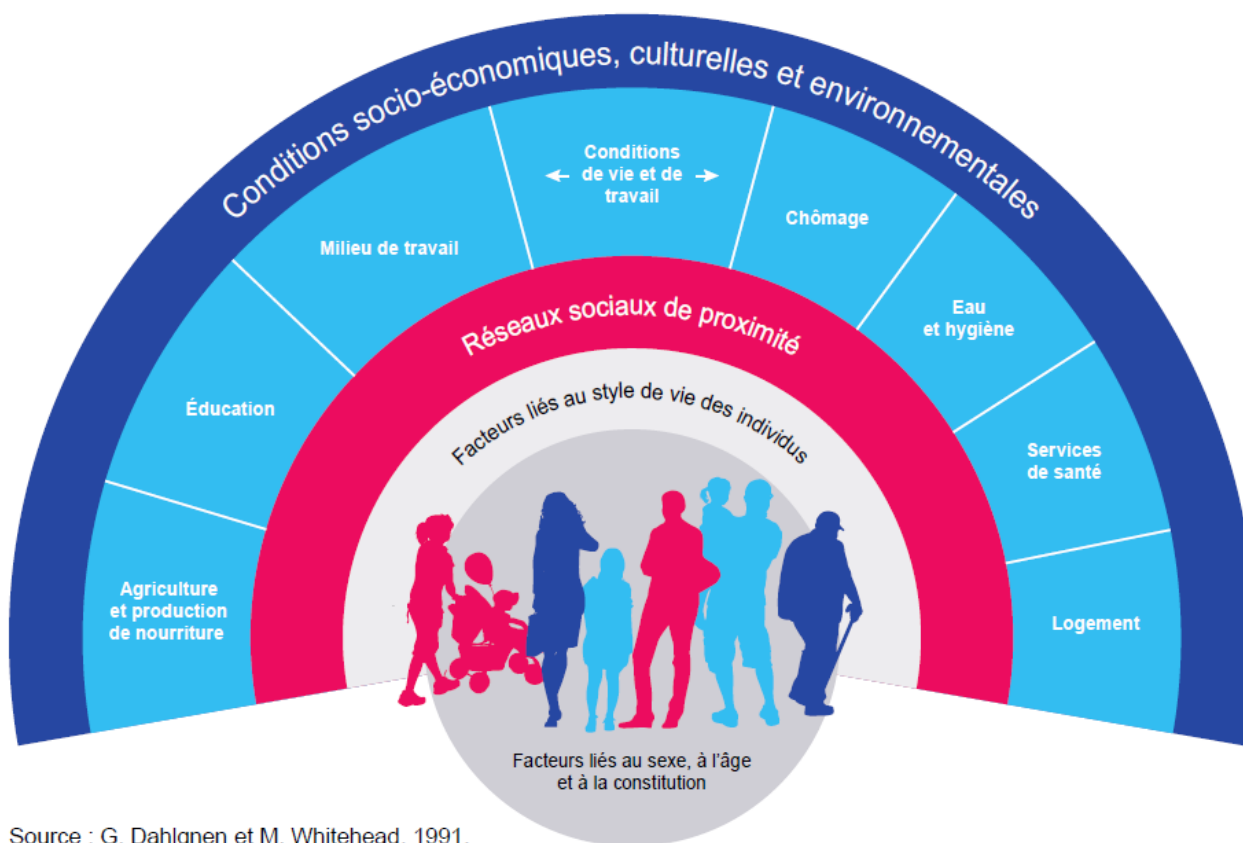 Conditions socio-économiques, culturelles et environnementales
Conditions
de vie et de
travail
Milieu de travail
Chômage
Éducation
Eau
et hygiène
Agriculture
et production
de nourriture
Services
de santé
Logement
Réseaux sociaux de proximité
Facteurs liés au style de vie des individus
Facteurs liés au sexe, à l'âge
et à la constitution
Source : G. Dahlgnen et M. Whitehead, 1991.